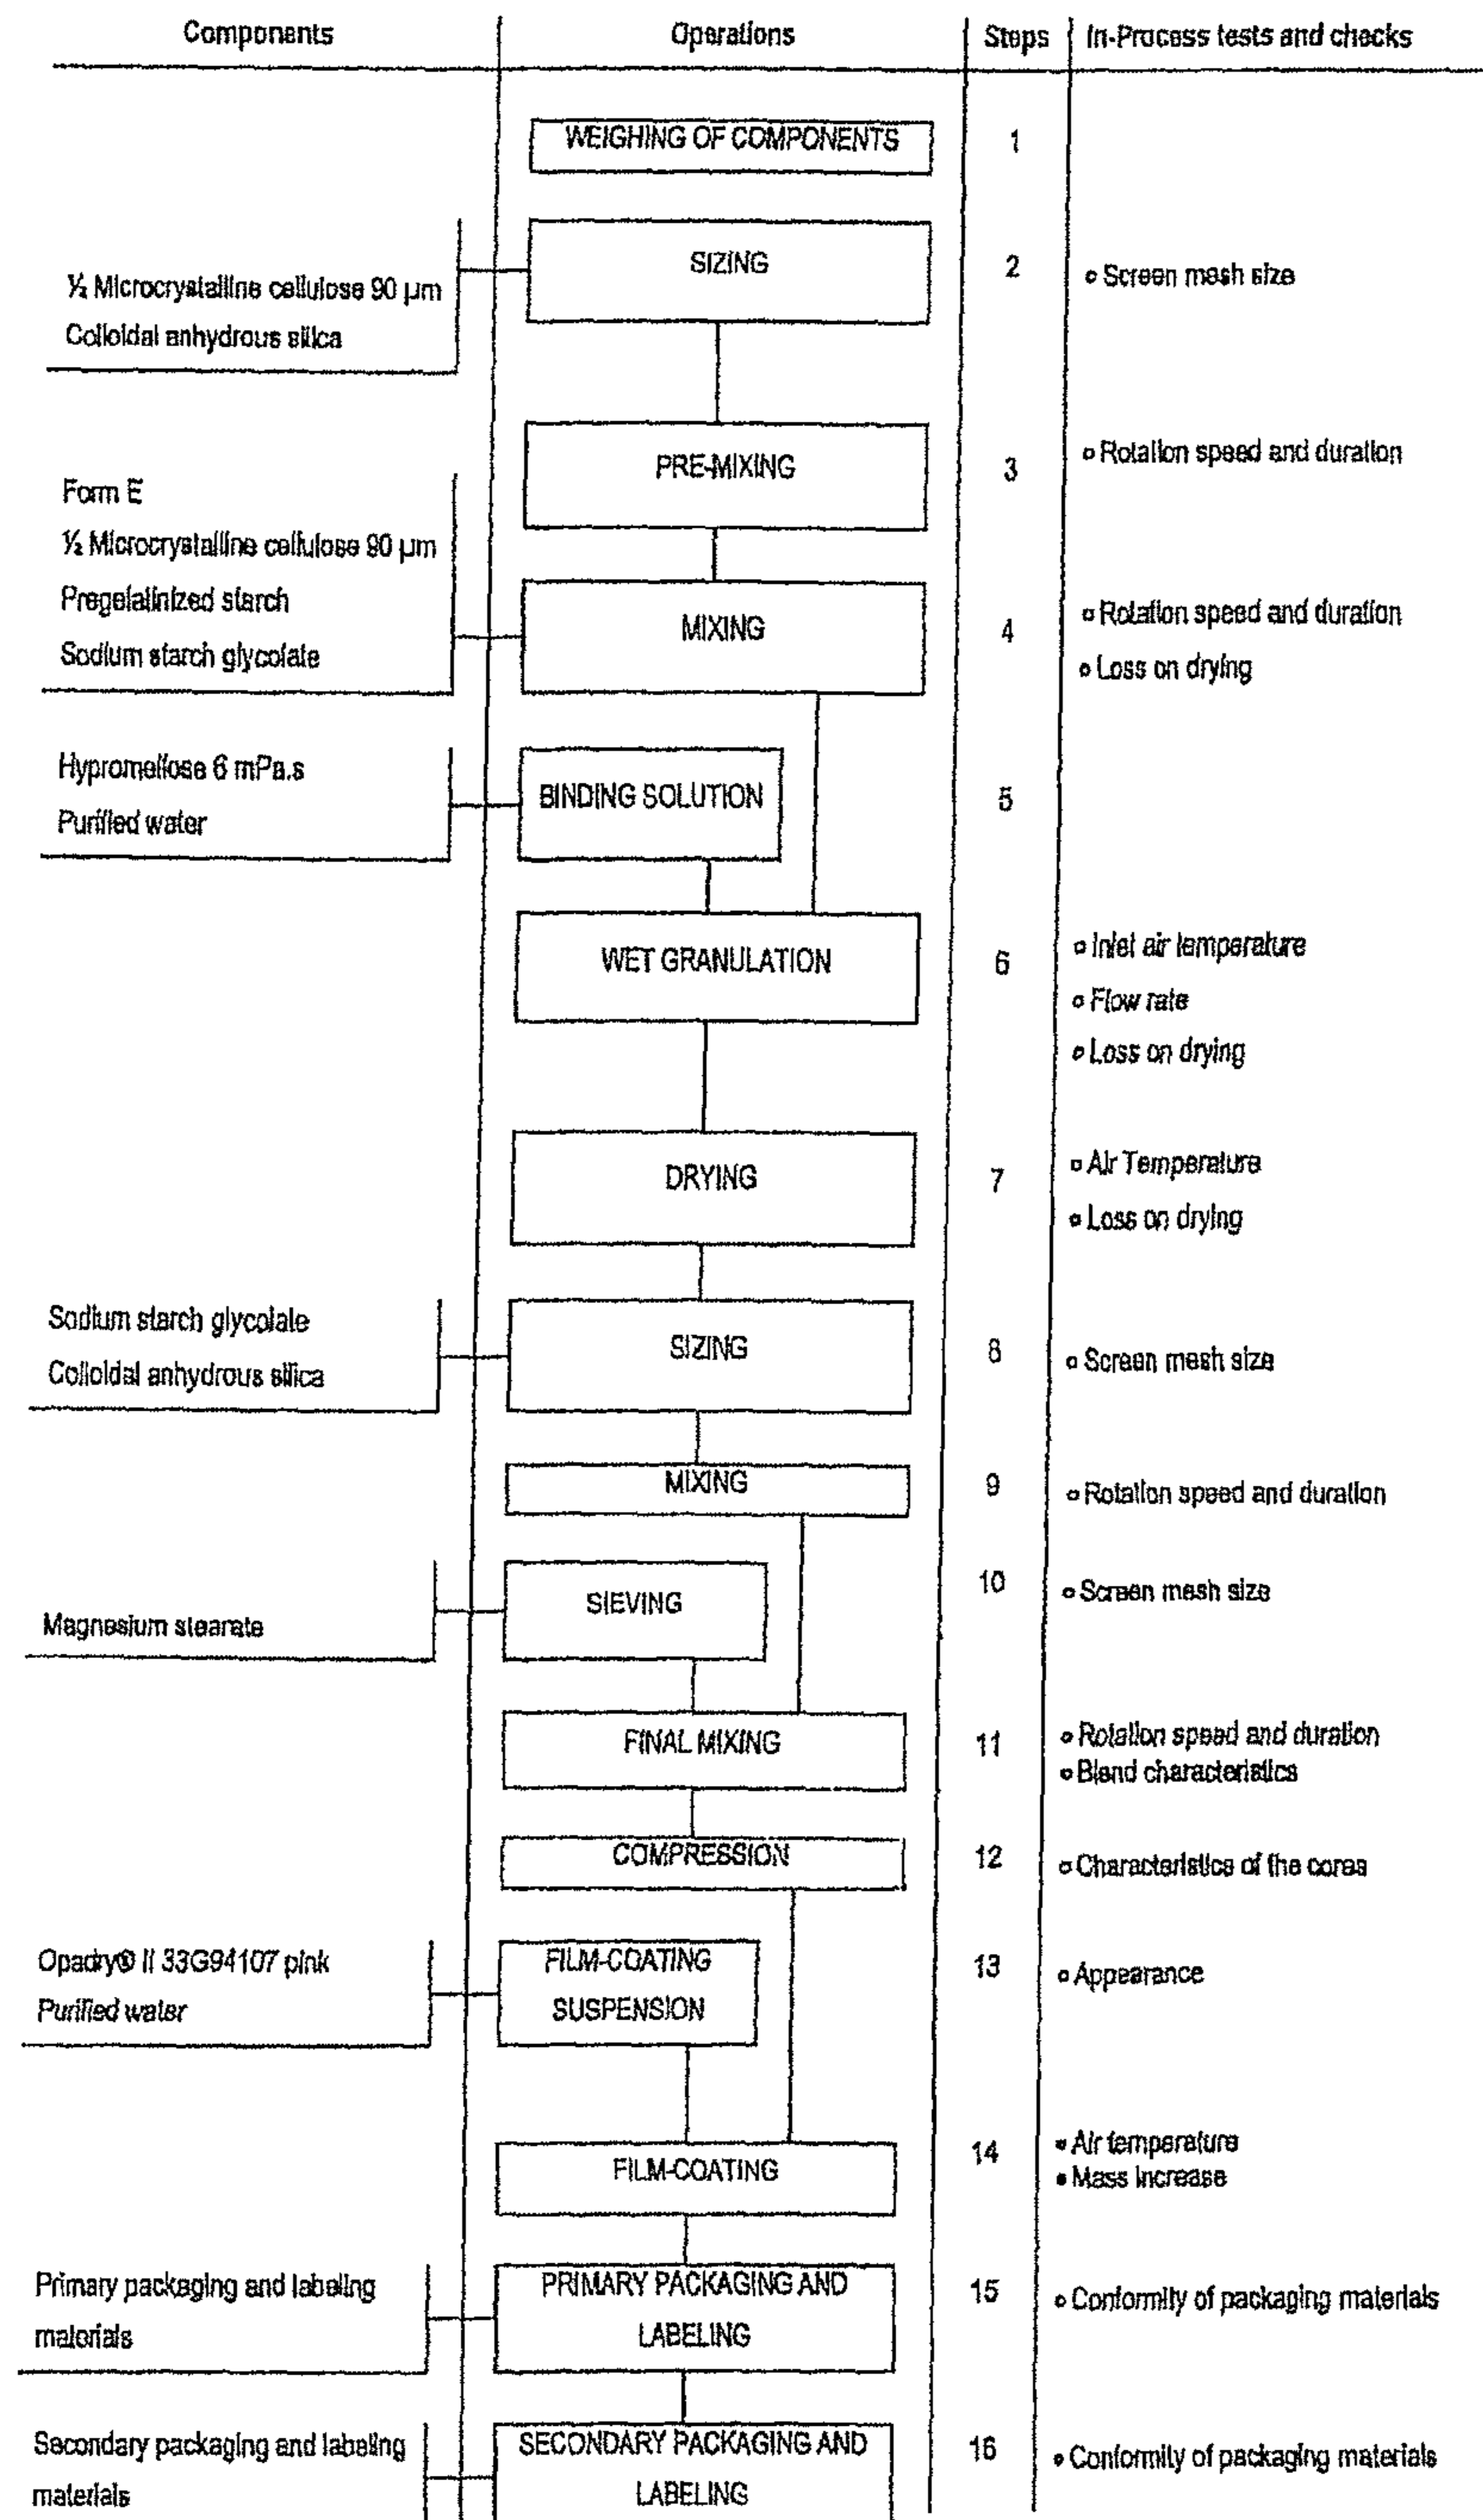 Components Operations Steps In-Process tests and checks
WEIGHING OF COMPONENTS 1
½ Microcrystalline cellulose 90 µm
Colloidal anhydrous silica
SIZING 2 Screen mesh size
PRE-MIXING 3 Rotation speed and duration
Form E
½ Microcrystalline cellulose 90 µm
Pregelatinized starch
Sodium starch glycolate
MIXING 4 Rotation speed and duration
Loss on drying
Hypromellose 6 mPa.s
Purified water
BINDING SOLUTION 5
WET GRANULATION 6 Inlet air temperature
Flow rate
Loss on drying
DRYING 7 Air Temperature
Loss on drying
Sodium starch glycolate
Colloidal anhydrous silica
SIZING 8 Screen mesh size
MIXING 9 Rotation speed and duration
Magnesium stearate
SIEVING 10 Screen mesh size
FINAL MIXING 11 Rotation speed and duration
Blend characteristics
COMPRESSION 12 Characteristics of the cores
Opadry® II 33G94107 pink
Purified water
FILM-COATING
SUSPENSION
13 Appearance
FILM-COATING 14 Air temperature
Mass increase
Primary packaging and labeling
materials
PRIMARY PACKAGING AND
LABELING
15 Conformity of packaging materials
Secondary packaging and labeling
materials
SECONDARY PACKAGING AND
LABELING
16 Conformity of packaging materials